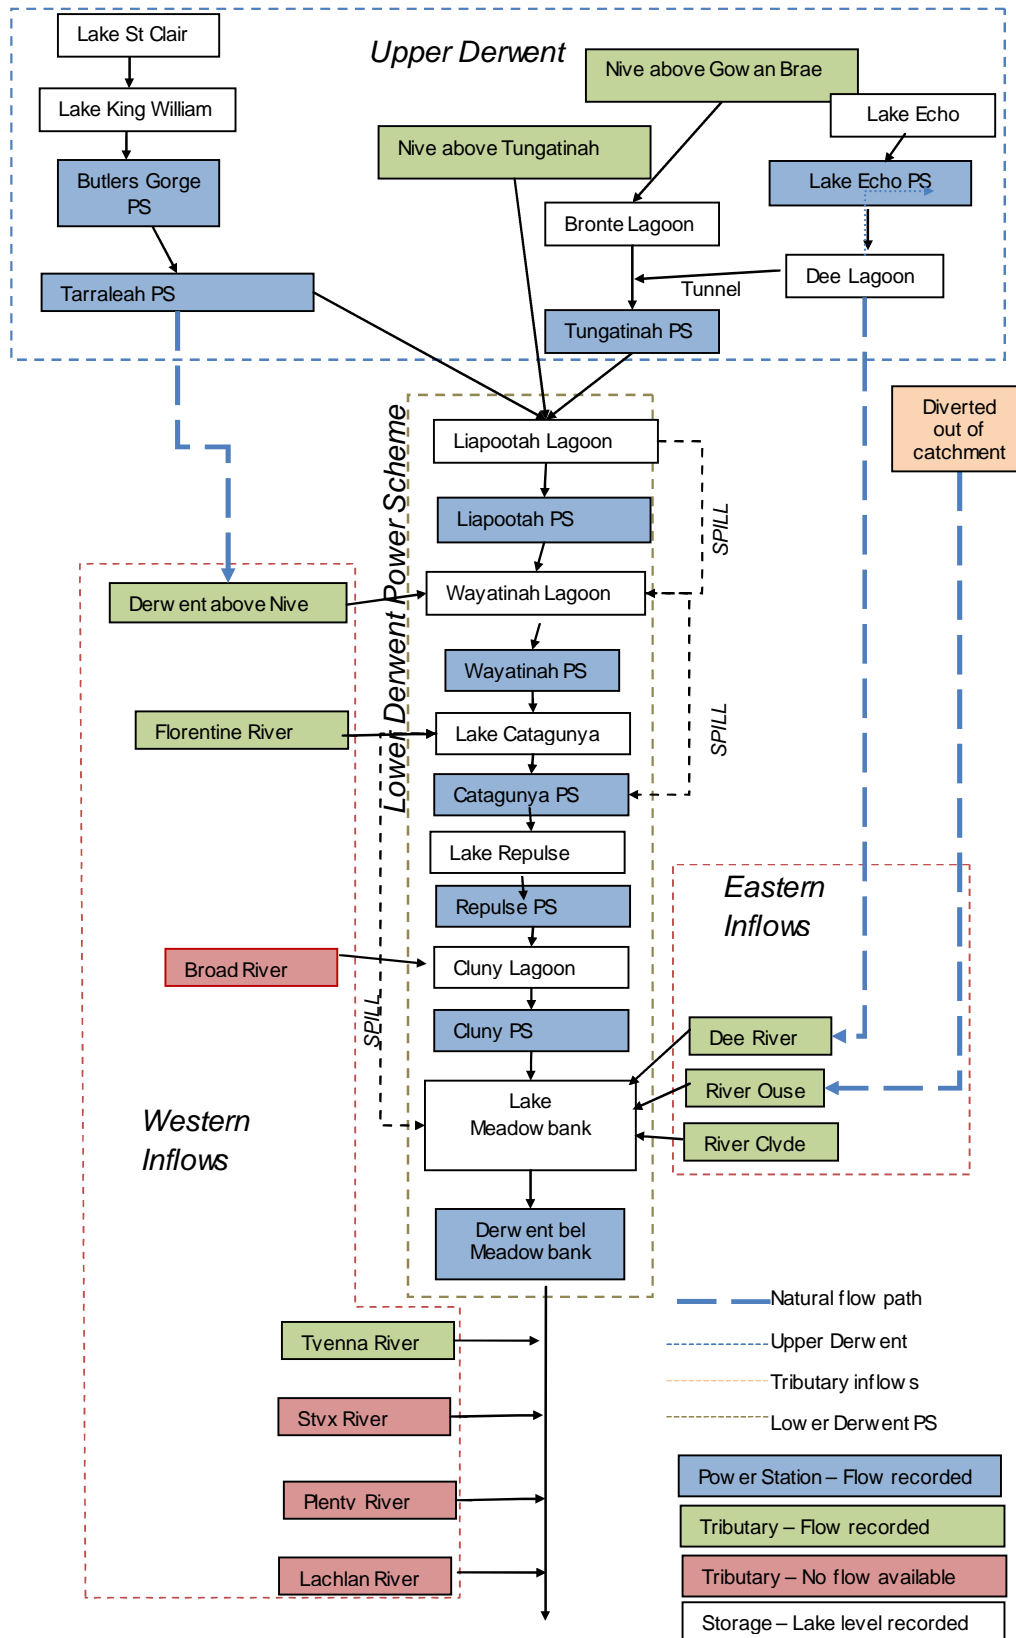 Lake St Clair
Upper Derwent
Nive above Gowan Brae
Lake King William
Lake Echo
Nive above Tungatinah
Butlers Gorge
PS
Lake Echo PS
Bronte Lagoon
Dee Lagoon
Tarraleah PS
Tunnel
Tungatinah PS
Diverted
out of
catchment
Lower Derwent Power Scheme
Liapootah Lagoon
Liapootah PS
SPILL
Derwent above Nive
Wayatinah Lagoon
Wayatinah PS
Florentine River
Lake Catagunya
SPILL
Catagunya PS
Lake Repulse
Eastern
Inflows
Repulse PS
Broad River
Cluny Lagoon
SPILL
Cluny PS
Dee River
River Ouse
Lake
Meadowbank
River Clyde
Western
Inflows
Derwent bel
Meadowbank
Natural flow path
Tyenna River
Upper Derwent
Tributary inflows
Styx River
Lower Derwent PS
Power Station – Flow recorded
Plenty River
Tributary – Flow recorded
Lachlan River
Tributary – No flow available
Storage – Lake level recorded